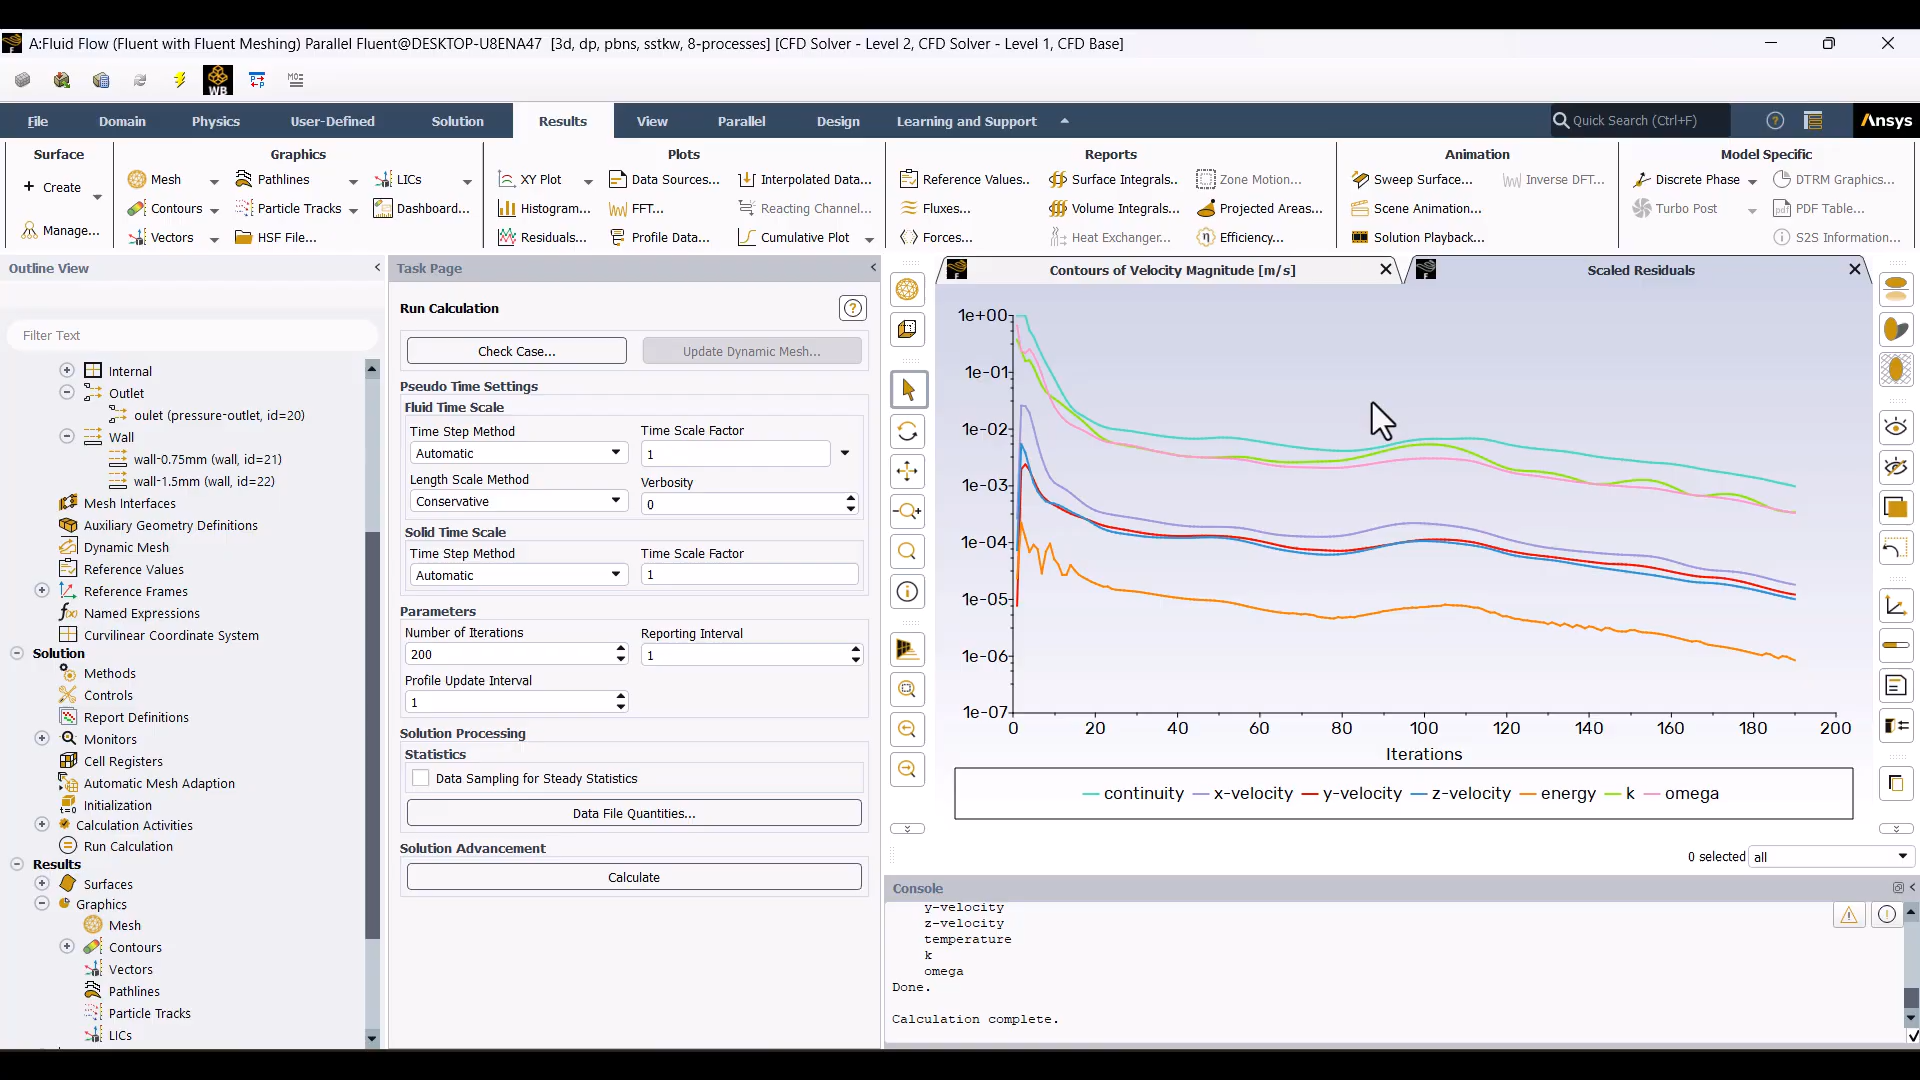 A:Fluid Flow (Fluent with Fluent Meshing) Parallel Fluent@DESKTOP-U8ENA47 [3d, dp, pbns, sstkw, 8-processes] [CFD Solver - Level 2, CFD Solver - Level 1, CFD Base]
WB
File Domain Physics User-Defined Solution Results View Parallel Design Learning and Support Quick Search (Ctrl+F) Ansys
Surface Graphics Plots Reports Animation Model Specific
Create Mesh Pathlines LICs XY Plot Data Sources... Interpolated Data... Reference Values.. Surface Integrals.. Zone Motion... Sweep Surface... Inverse DFT... Discrete Phase DTRM Graphics...
Contours Particle Tracks Dashboard... Histogram... FFT... Reacting Channel... Fluxes... Volume Integrals... Projected Areas... Scene Animation... Turbo Post PDF Table...
Manage... Vectors HSF File... Residuals... Profile Data... Cumulative Plot Forces... Heat Exchanger... Efficiency... Solution Playback... S2S Information...
Outline View
Filter Text
Internal
Outlet
oulet (pressure-outlet, id=20)
Wall
wall-0.75mm (wall, id=21)
wall-1.5mm (wall, id=22)
Mesh Interfaces
Auxiliary Geometry Definitions
Dynamic Mesh
Reference Values
Reference Frames
Named Expressions
Curvilinear Coordinate System
Solution
Methods
Controls
Report Definitions
Monitors
Cell Registers
Automatic Mesh Adaption
Initialization
Calculation Activities
Run Calculation
Results
Surfaces
Graphics
Mesh
Contours
Vectors
Pathlines
Particle Tracks
LICs
Task Page
Run Calculation
Check Case... Update Dynamic Mesh...
Pseudo Time Settings
Fluid Time Scale
Time Step Method Time Scale Factor
Automatic 1
Length Scale Method Verbosity
Conservative 0
Solid Time Scale
Time Step Method Time Scale Factor
Automatic 1
Parameters
Number of Iterations Reporting Interval
200 1
Profile Update Interval
1
Solution Processing
Statistics
Data Sampling for Steady Statistics
Data File Quantities...
Solution Advancement
Calculate
Contours of Velocity Magnitude [m/s] Scaled Residuals
1e+00
1e-01
1e-02
1e-03
1e-04
1e-05
1e-06
1e-07
0 20 40 60 80 100 120 140 160 180 200
Iterations
continuity x-velocity y-velocity z-velocity energy k omega
0 selected all
Console
y-velocity
z-velocity
temperature
k
omega
Done.
Calculation complete.